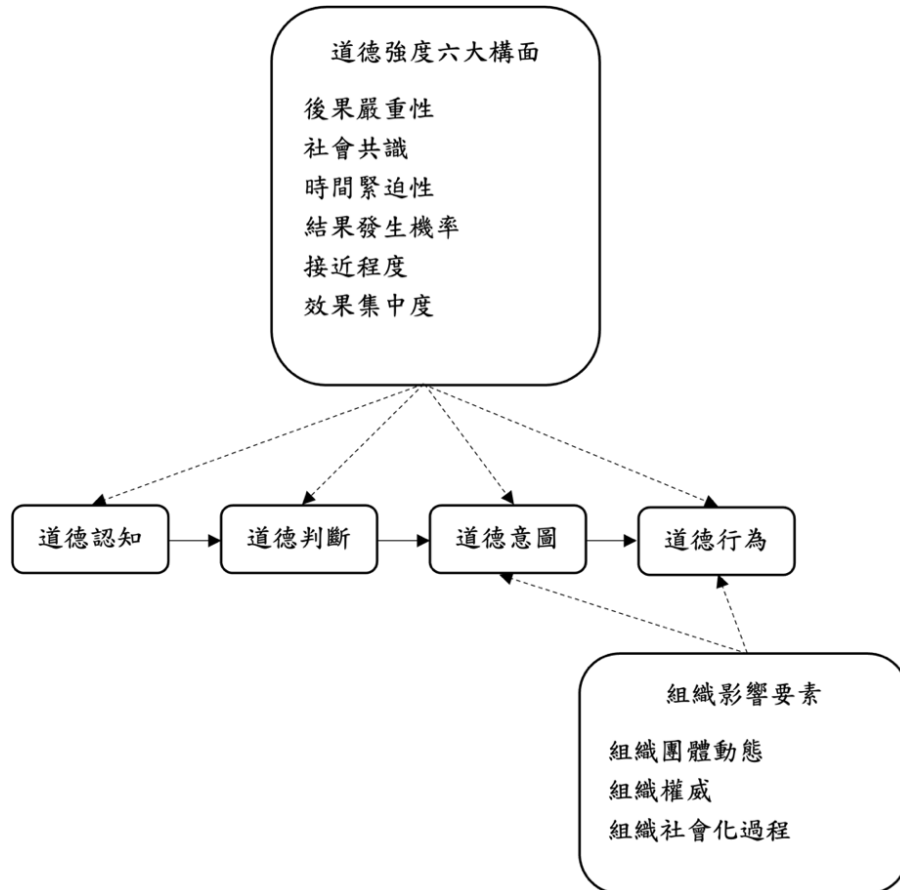 道德強度六大構面
後果嚴重性
社會共識
時間緊迫性
結果發生機率
接近程度
效果集中度
道德認知
道德判斷
道德意圖
道德行為
組織影響要素
組織團體動態
組織權威
組織社會化過程